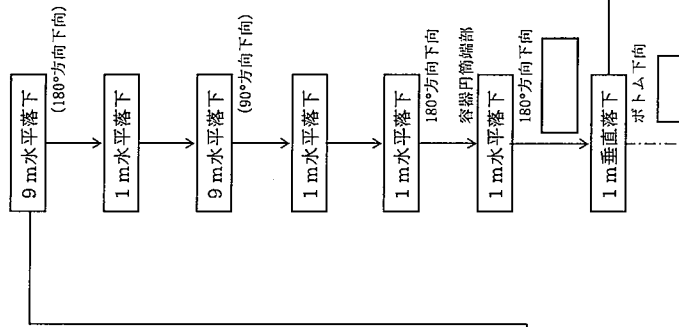 9m水平落下
(180°方向下向)
1m水平落下
9m水平落下
(90°方向下向)
1m水平落下
1m水平落下
180°方向下向
容器円筒端部
1m水平落下
180°方向下向
1m垂直落下
ボトム下向